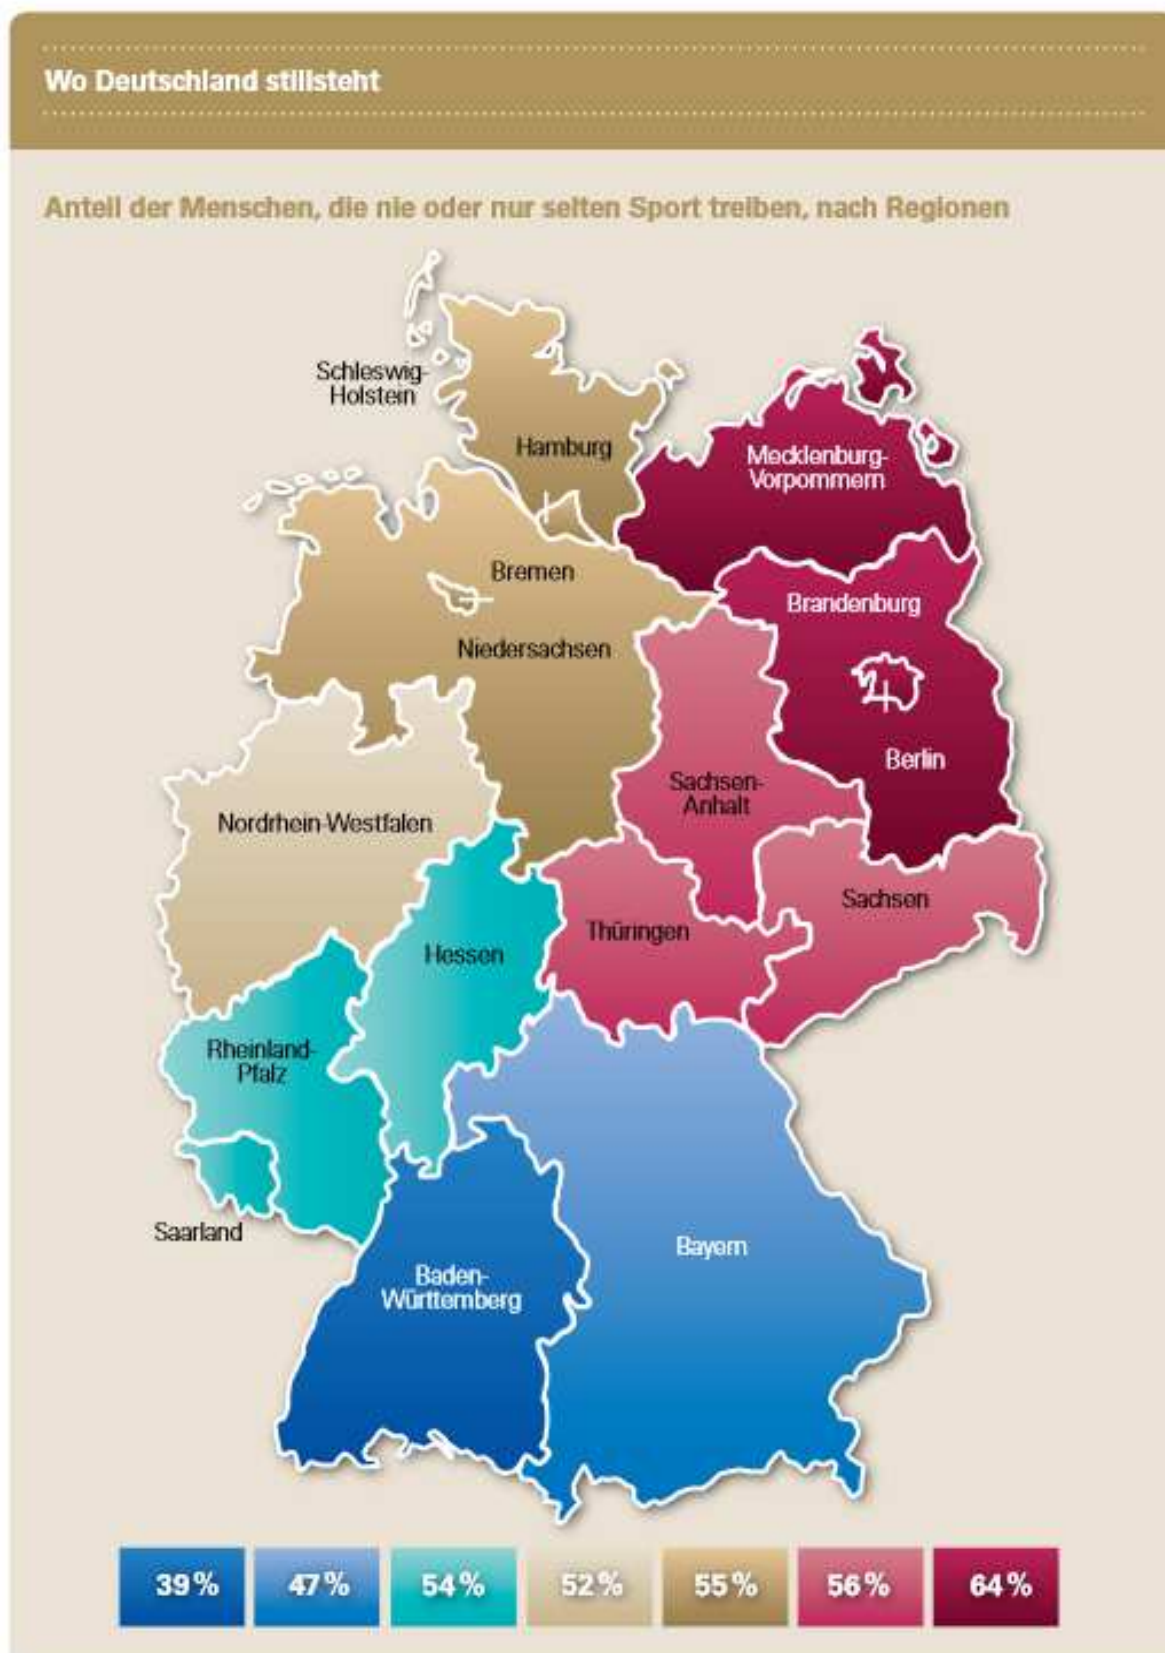 Wo Deutschland stillsteht
Anteil der Menschen, die nie oder nur selten Sport treiben, nach Regionen
Schleswig-
Holstein
Hamburg
Mecklenburg-
Vorpommern
Bremen
Brandenburg
Niedersachsen
Berlin
Sachsen-
Anhalt
Nordrhein-Westfalen
Sachsen
Thüringen
Hessen
Rheinland-
Pfalz
Saarland
Bayern
Baden-
Württemberg
39 % 47 % 54 % 52 % 55 % 56 % 64 %